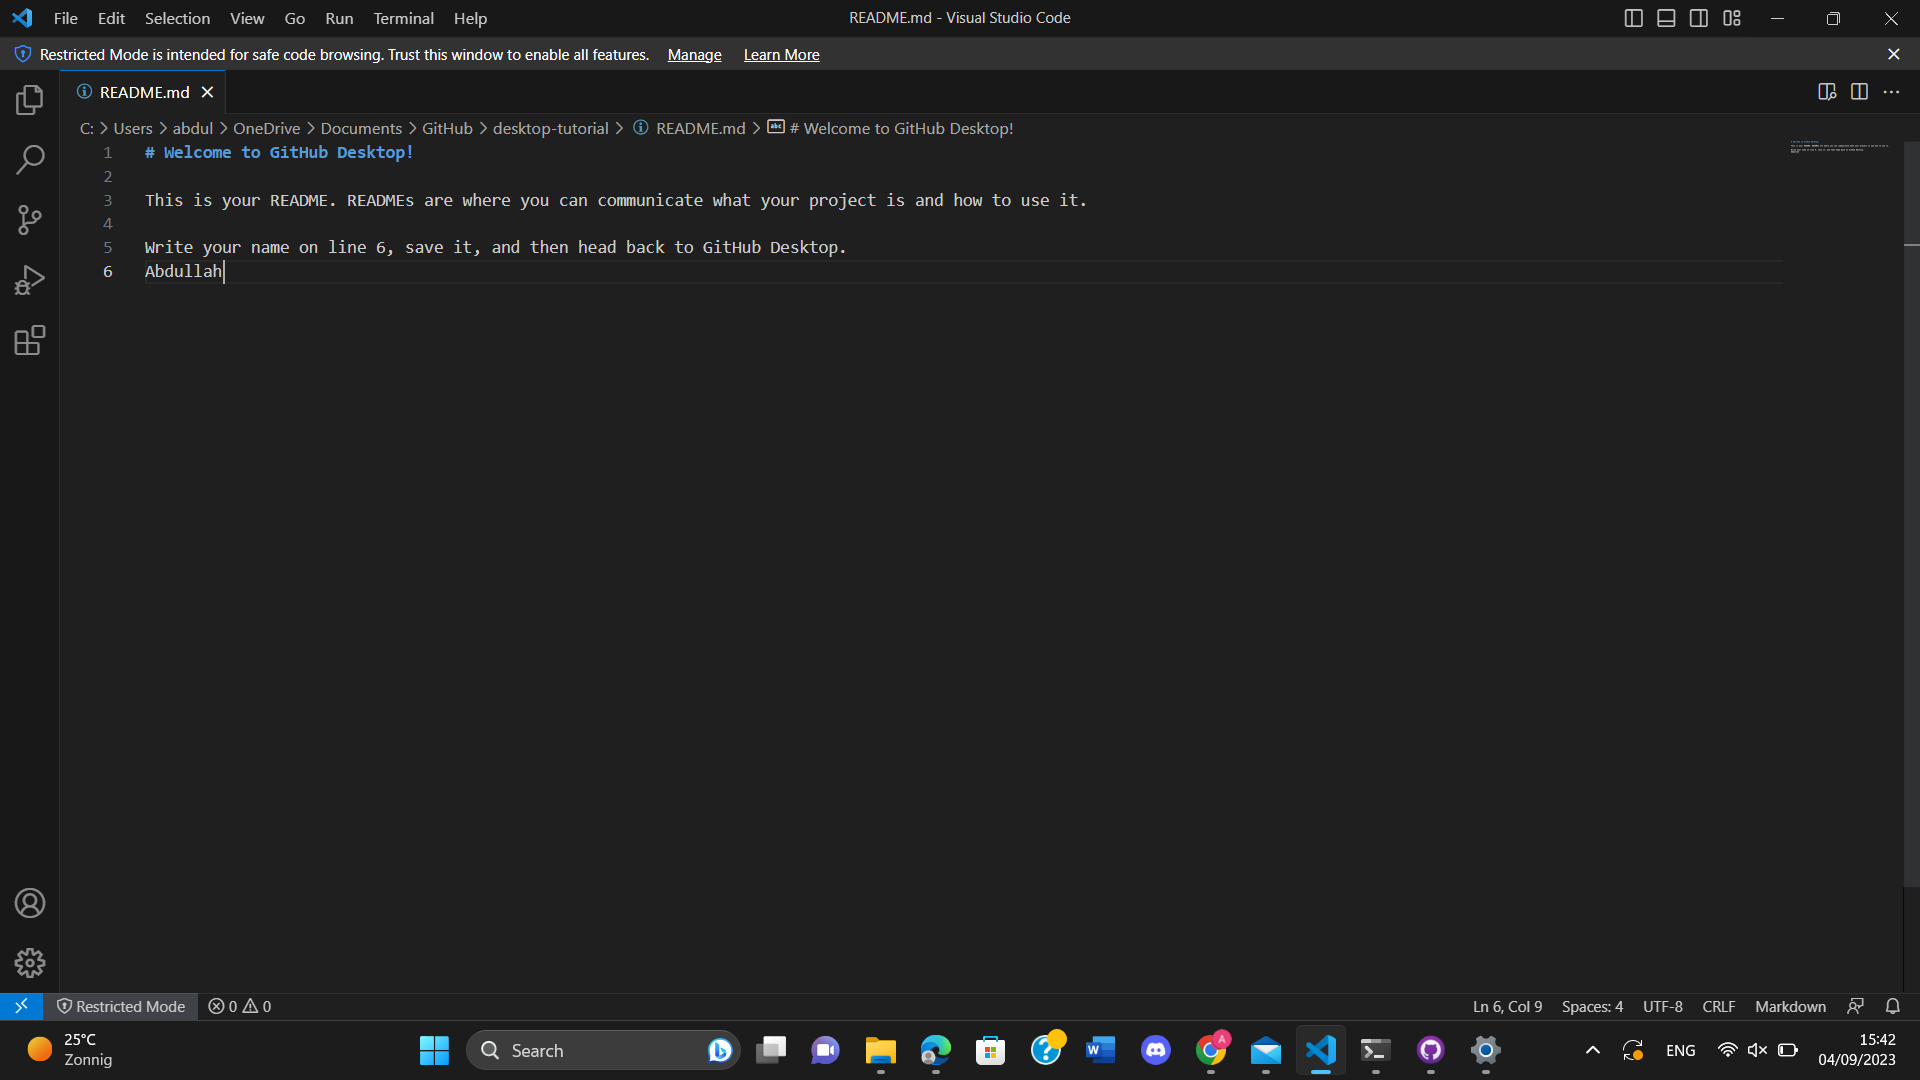 File Edit Selection View Go Run Terminal Help README.md - Visual Studio Code
Restricted Mode is intended for safe code browsing. Trust this window to enable all features. Manage Learn More
README.md
C: > Users > abdul > OneDrive > Documents > GitHub > desktop-tutorial > README.md > # Welcome to GitHub Desktop!
1 # Welcome to GitHub Desktop!
2
3 This is your README. READMEs are where you can communicate what your project is and how to use it.
4
5 Write your name on line 6, save it, and then head back to GitHub Desktop.
6 Abdullah
Restricted Mode 0 0 Ln 6, Col 9 Spaces: 4 UTF-8 CRLF Markdown
25°C
Zonnig
Search
A
ENG
15:42
04/09/2023